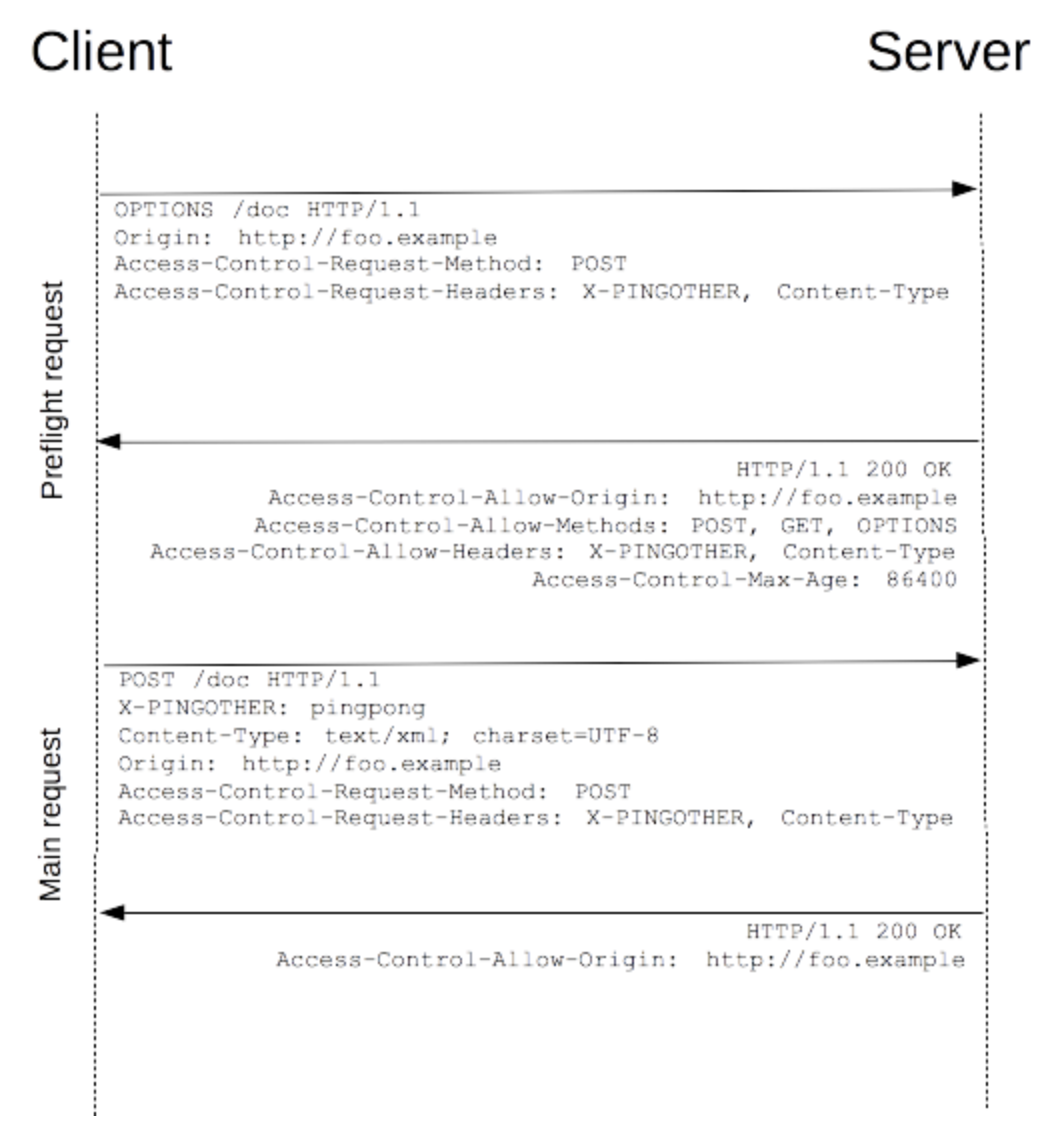 Client
Server
Preflight request
OPTIONS /doc HTTP/1.1
Origin: http://foo.example
Access-Control-Request-Method: POST
Access-Control-Request-Headers: X-PINGOTHER, Content-Type
HTTP/1.1 200 OK
Access-Control-Allow-Origin: http://foo.example
Access-Control-Allow-Methods: POST, GET, OPTIONS
Access-Control-Allow-Headers: X-PINGOTHER, Content-Type
Access-Control-Max-Age: 86400
Main request
POST /doc HTTP/1.1
X-PINGOTHER: pingpong
Content-Type: text/xml; charset=UTF-8
Origin: http://foo.example
Access-Control-Request-Method: POST
Access-Control-Request-Headers: X-PINGOTHER, Content-Type
HTTP/1.1 200 OK
Access-Control-Allow-Origin: http://foo.example